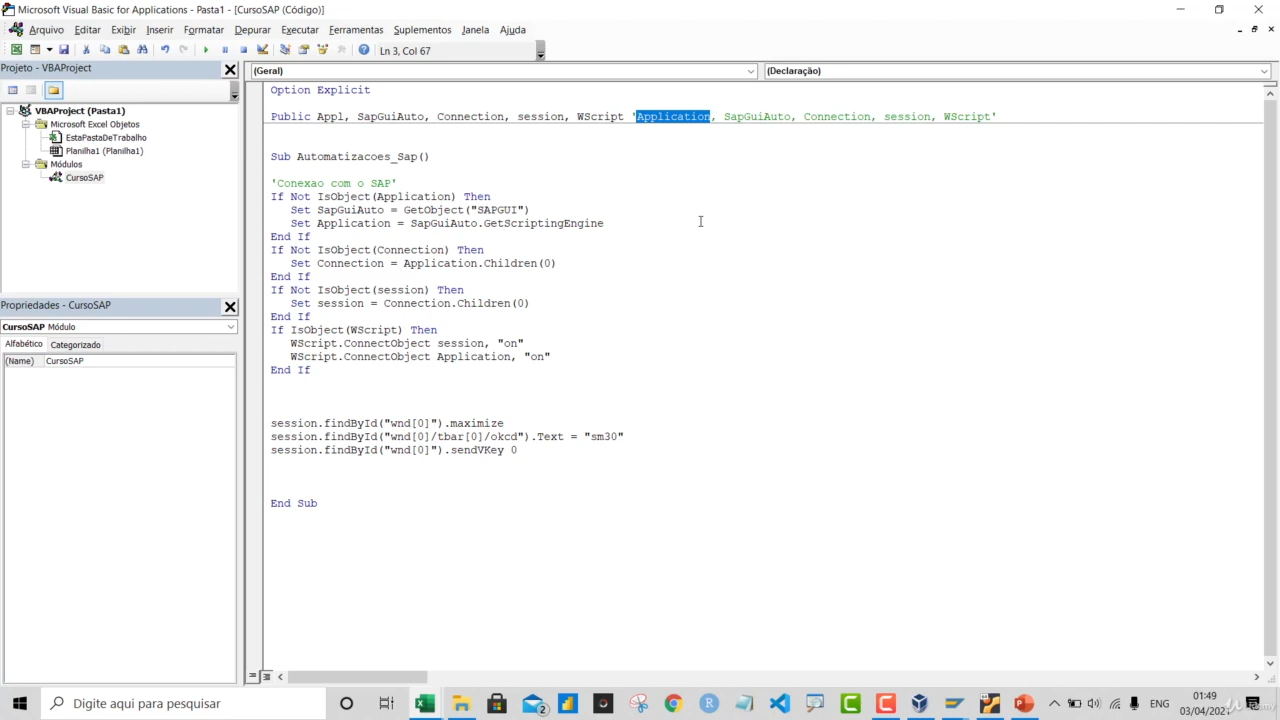 Microsoft Visual Basic for Applications - Pasta1 - [CursoSAP (Código)]
Arquivo Editar Exibir Inserir Formatar Depurar Executar Ferramentas Suplementos Janela Ajuda
Ln 3, Col 67
Projeto - VBAProject
(Geral)
(Declaração)
VBAProject (Pasta1)
Microsoft Excel Objetos
EstaPastaDeTrabalho
Planilha1 (Planilha1)
Módulos
CursoSAP
Propriedades - CursoSAP
CursoSAP Módulo
Alfabético Categorizado
(Name) CursoSAP
Option Explicit
Public Appl, SapGuiAuto, Connection, session, WScript 'Application, SapGuiAuto, Connection, session, WScript'
Sub Automatizacoes_Sap()
'Conexao com o SAP'
If Not IsObject(Application) Then
Set SapGuiAuto = GetObject("SAPGUI")
Set Application = SapGuiAuto.GetScriptingEngine
End If
If Not IsObject(Connection) Then
Set Connection = Application.Children(0)
End If
If Not IsObject(session) Then
Set session = Connection.Children(0)
End If
If IsObject(WScript) Then
WScript.ConnectObject session, "on"
WScript.ConnectObject Application, "on"
End If
session.findById("wnd[0]").maximize
session.findById("wnd[0]/tbar[0]/okcd").Text = "sm30"
session.findById("wnd[0]").sendVKey 0
End Sub
Digite aqui para pesquisar
2
ENG
01:49
03/04/2021